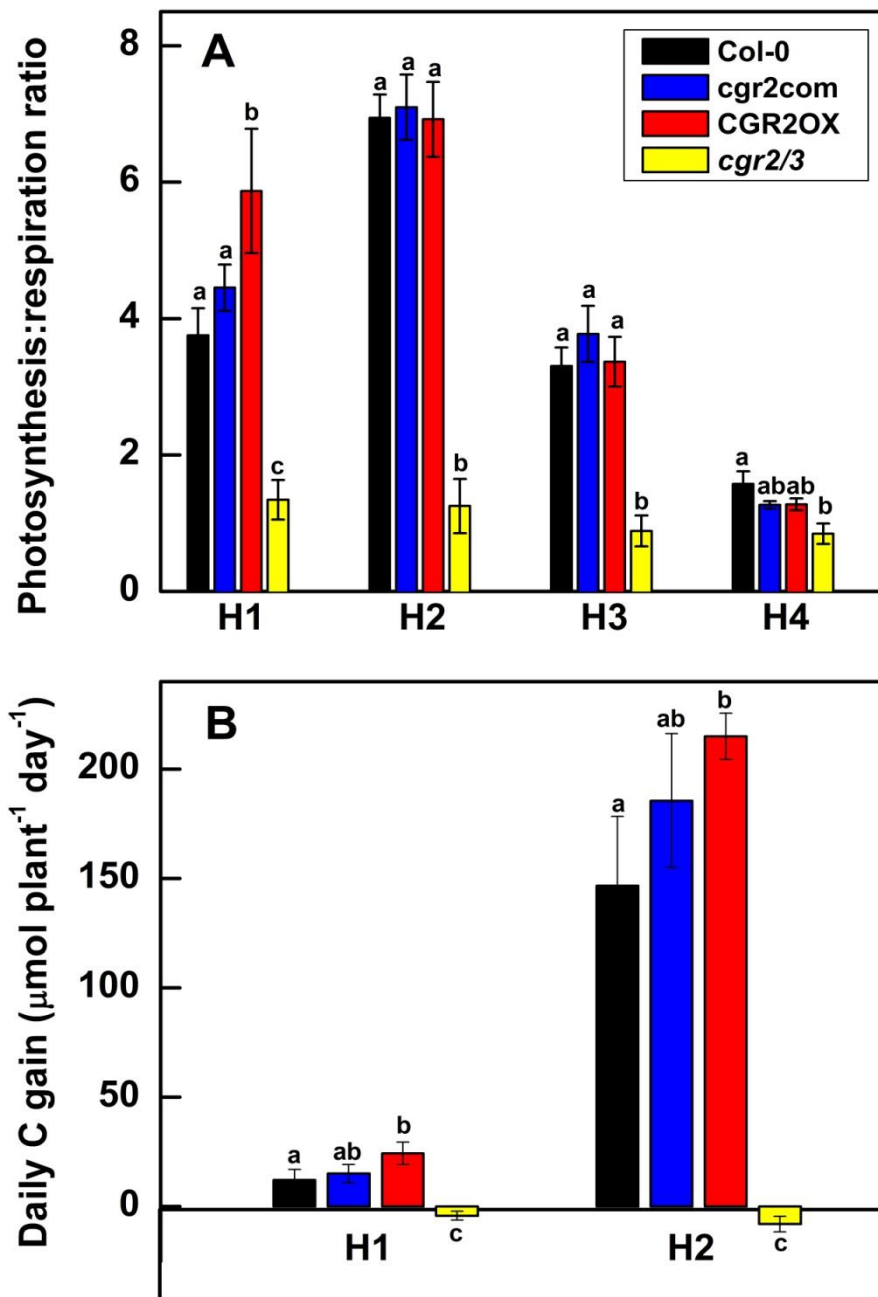 A
Photosynthesis:respiration ratio
8
6
4
2
0
Col-0
cgr2com
CGR2OX
cgr2/3
a a b c
a a a b
a a a b
a ab ab b
H1 H2 H3 H4
B
Daily C gain (μmol plant⁻¹ day⁻¹)
200
150
100
50
0
a ab b c
a ab b c
H1 H2